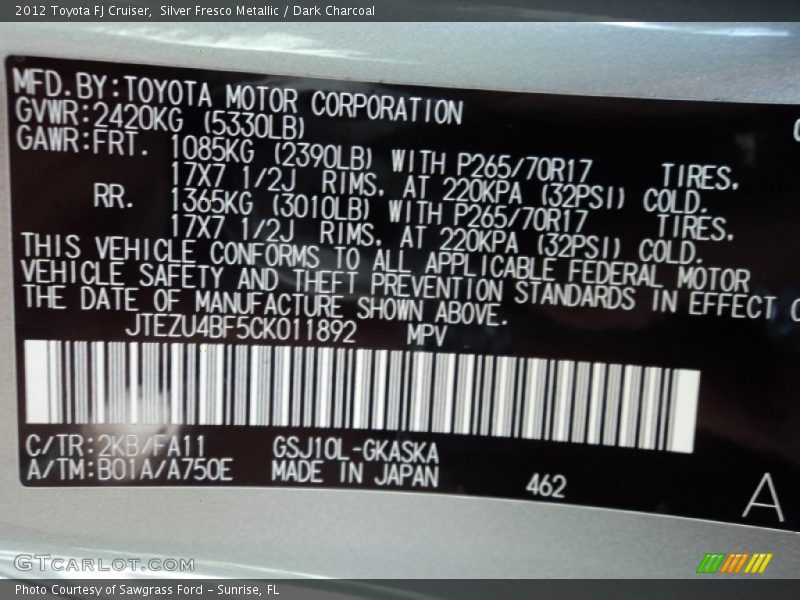 2012 Toyota FJ Cruiser, Silver Fresco Metallic / Dark Charcoal
MFD.BY:TOYOTA MOTOR CORPORATION
GVWR:2420KG (5330LB)
GAWR:FRT. 1085KG (2390LB) WITH P265/70R17 TIRES,
17X7 1/2J RIMS, AT 220KPA (32PSI) COLD.
RR. 1365KG (3010LB) WITH P265/70R17 TIRES,
17X7 1/2J RIMS, AT 220KPA (32PSI) COLD.
THIS VEHICLE CONFORMS TO ALL APPLICABLE FEDERAL MOTOR
VEHICLE SAFETY AND THEFT PREVENTION STANDARDS IN EFFECT
THE DATE OF MANUFACTURE SHOWN ABOVE.
JTEZU4BF5CK011892 MPV
C/TR:2KB/FA11 GSJ10L-GKASKA
A/TM:B01A/A750E MADE IN JAPAN 462
A
GTCARLOT.COM
Photo Courtesy of Sawgrass Ford - Sunrise, FL